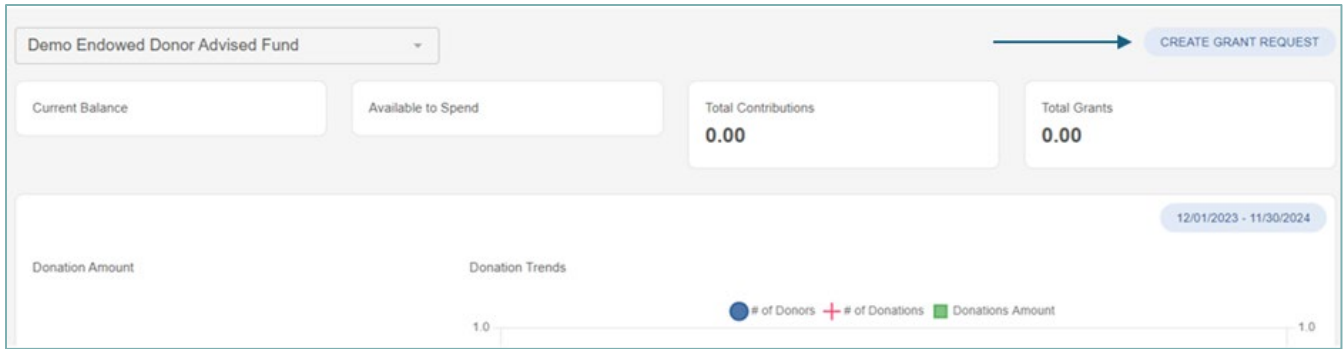 Demo Endowed Donor Advised Fund
CREATE GRANT REQUEST
Current Balance
Available to Spend
Total Contributions
0.00
Total Grants
0.00
12/01/2023 - 11/30/2024
Donation Amount
Donation Trends
# of Donors # of Donations Donations Amount
1.0 1.0